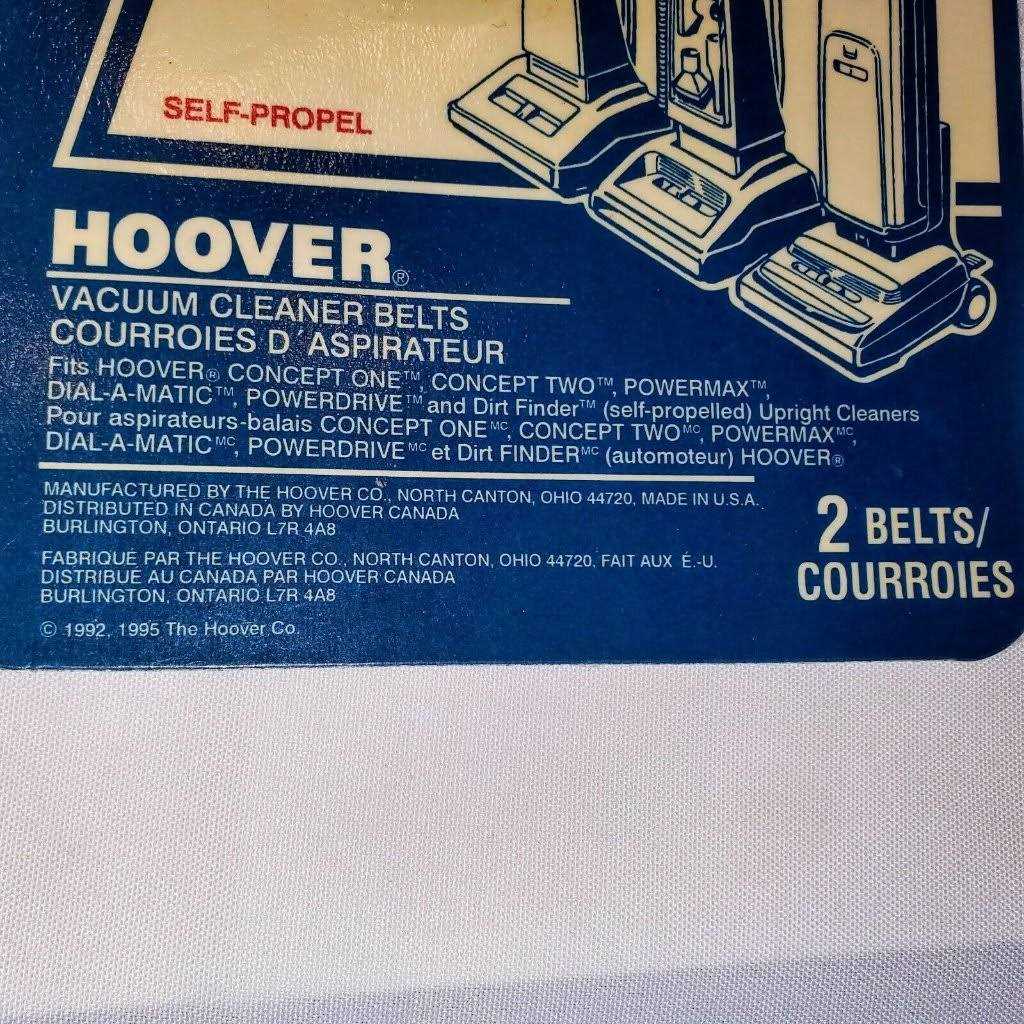 SELF-PROPEL
HOOVER®
VACUUM CLEANER BELTS
COURROIES D´ASPIRATEUR
Fits HOOVER® CONCEPT ONE™, CONCEPT TWO™, POWERMAX™,
DIAL-A-MATIC™, POWERDRIVE™ and Dirt Finder™ (self-propelled) Upright Cleaners
Pour aspirateurs-balais CONCEPT ONE MC, CONCEPT TWO MC, POWERMAX MC,
DIAL-A-MATIC MC, POWERDRIVE MC et Dirt FINDER MC (automoteur) HOOVER®
MANUFACTURED BY THE HOOVER CO., NORTH CANTON, OHIO 44720, MADE IN U.S.A.
DISTRIBUTED IN CANADA BY HOOVER CANADA
BURLINGTON, ONTARIO L7R 4A8
FABRIQUÉ PAR THE HOOVER CO., NORTH CANTON, OHIO 44720, FAIT AUX É.-U.
DISTRIBUÉ AU CANADA PAR HOOVER CANADA
BURLINGTON, ONTARIO L7R 4A8
© 1992, 1995 The Hoover Co.
2 BELTS/
COURROIES